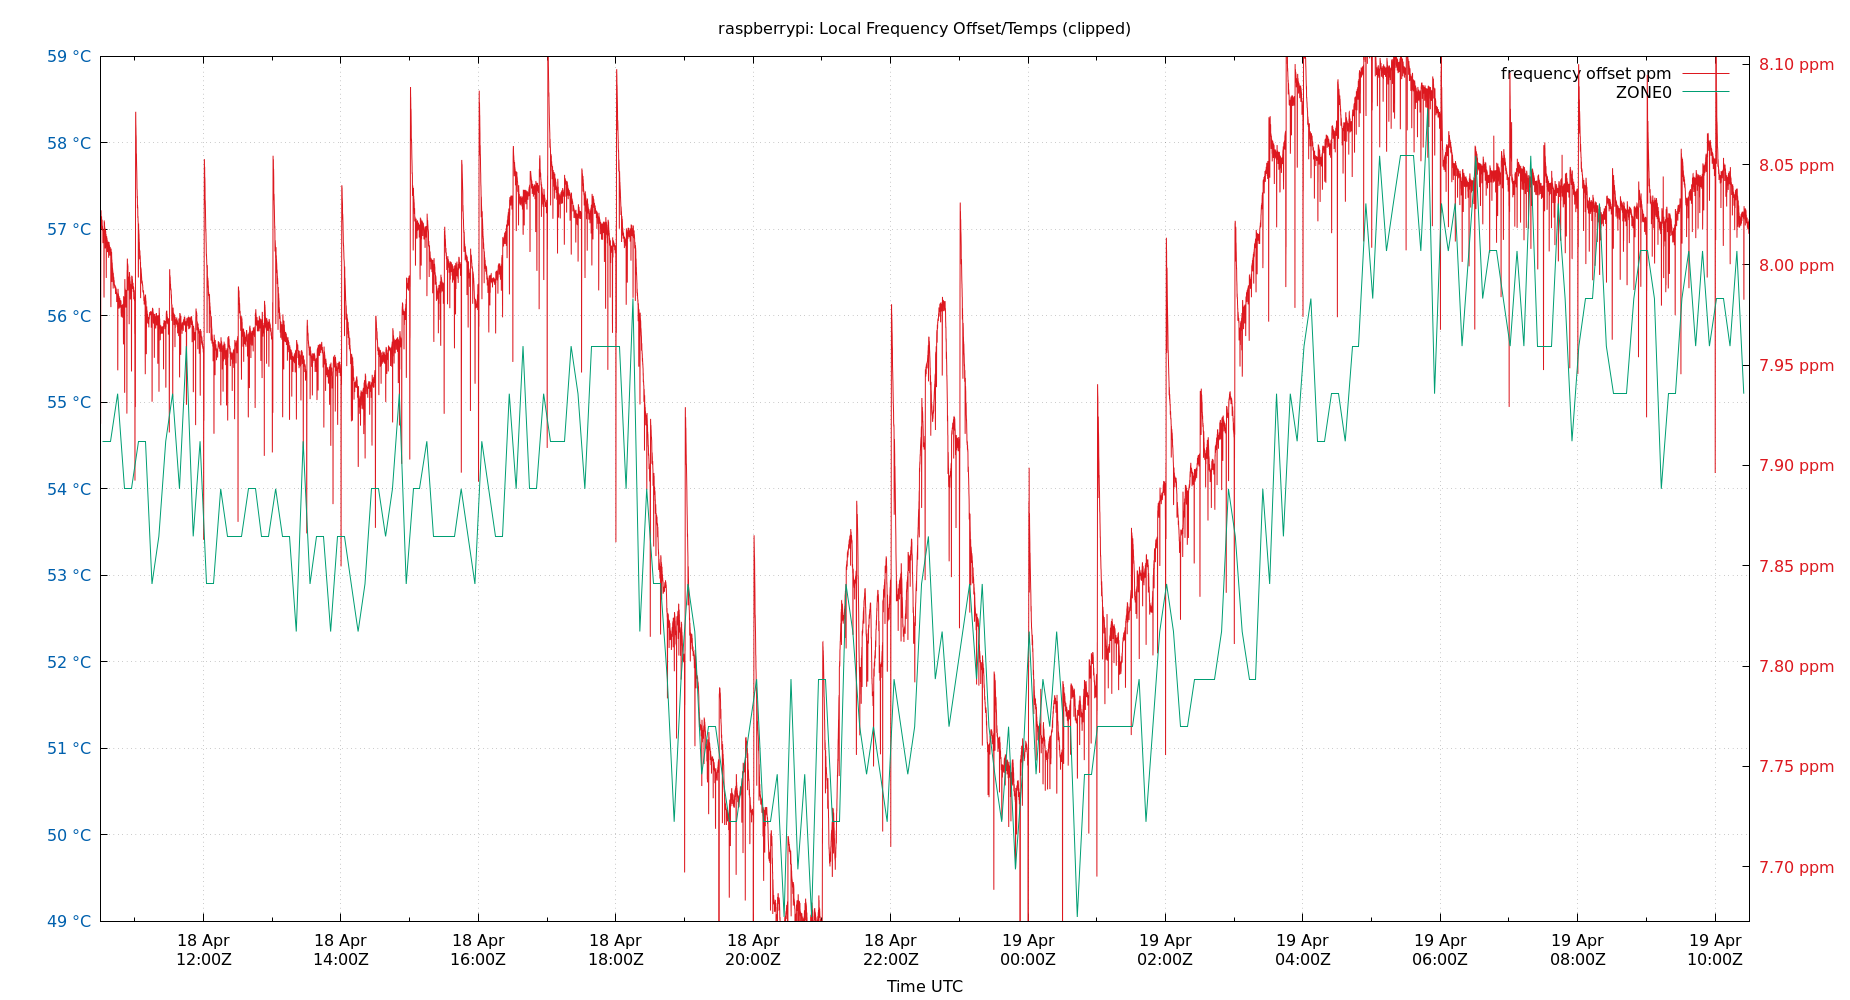 raspberrypi: Local Frequency Offset/Temps (clipped)
59 °C
58 °C
57 °C
56 °C
55 °C
54 °C
53 °C
52 °C
51 °C
50 °C
49 °C
frequency offset ppm
ZONE0
8.10 ppm
8.05 ppm
8.00 ppm
7.95 ppm
7.90 ppm
7.85 ppm
7.80 ppm
7.75 ppm
7.70 ppm
18 Apr 18 Apr 18 Apr 18 Apr 18 Apr 18 Apr 19 Apr 19 Apr 19 Apr 19 Apr 19 Apr 19 Apr
12:00Z 14:00Z 16:00Z 18:00Z 20:00Z 22:00Z 00:00Z 02:00Z 04:00Z 06:00Z 08:00Z 10:00Z
Time UTC